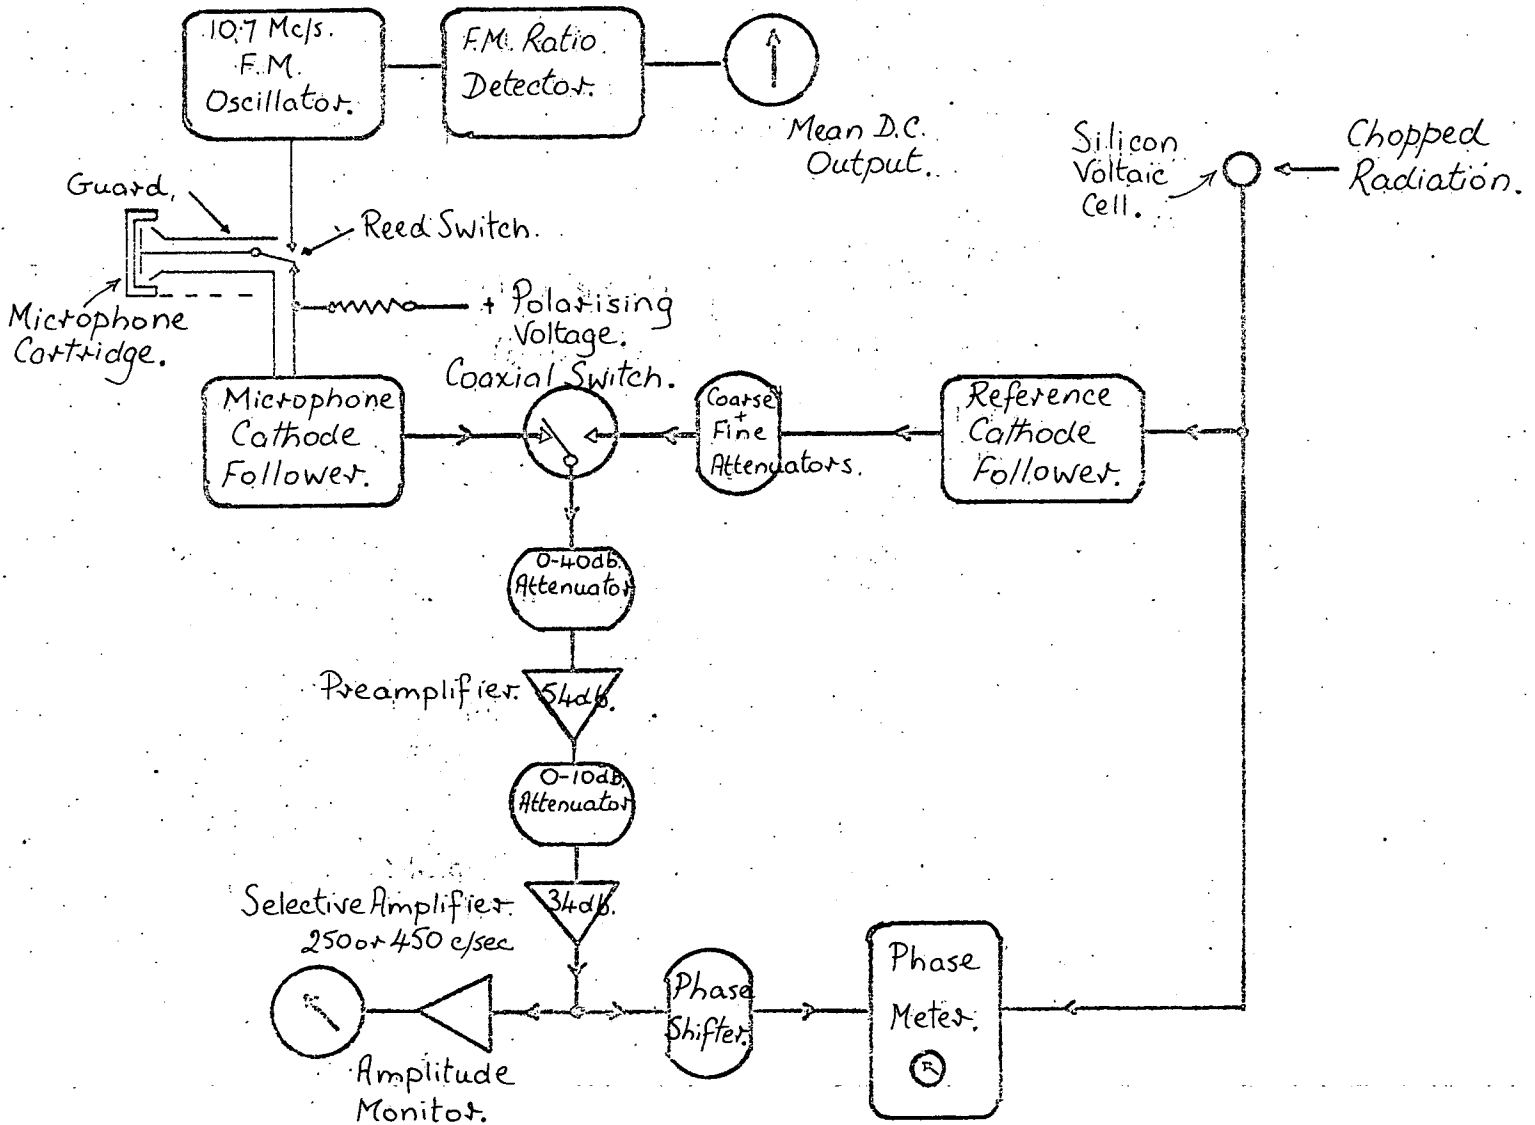 10.7 Mc/s.
F.M.
Oscillator.
F.M. Ratio
Detector.
Mean D.C.
Output.
Silicon
Voltaic
Cell.
Chopped
Radiation.
Guard,
Reed Switch.
Microphone
Cartridge.
+ Polarising
Voltage.
Coaxial Switch.
Microphone
Cathode
Follower.
Coarse
+
Fine
Attenuators.
Reference
Cathode
Follower.
0-40db.
Attenuator
Preamplifier.
54db.
0-10dB.
Attenuator
Selective Amplifier.
250 or 450 c/sec
34db.
Phase
Shifter.
Phase
Meter.
Amplitude
Monitor.